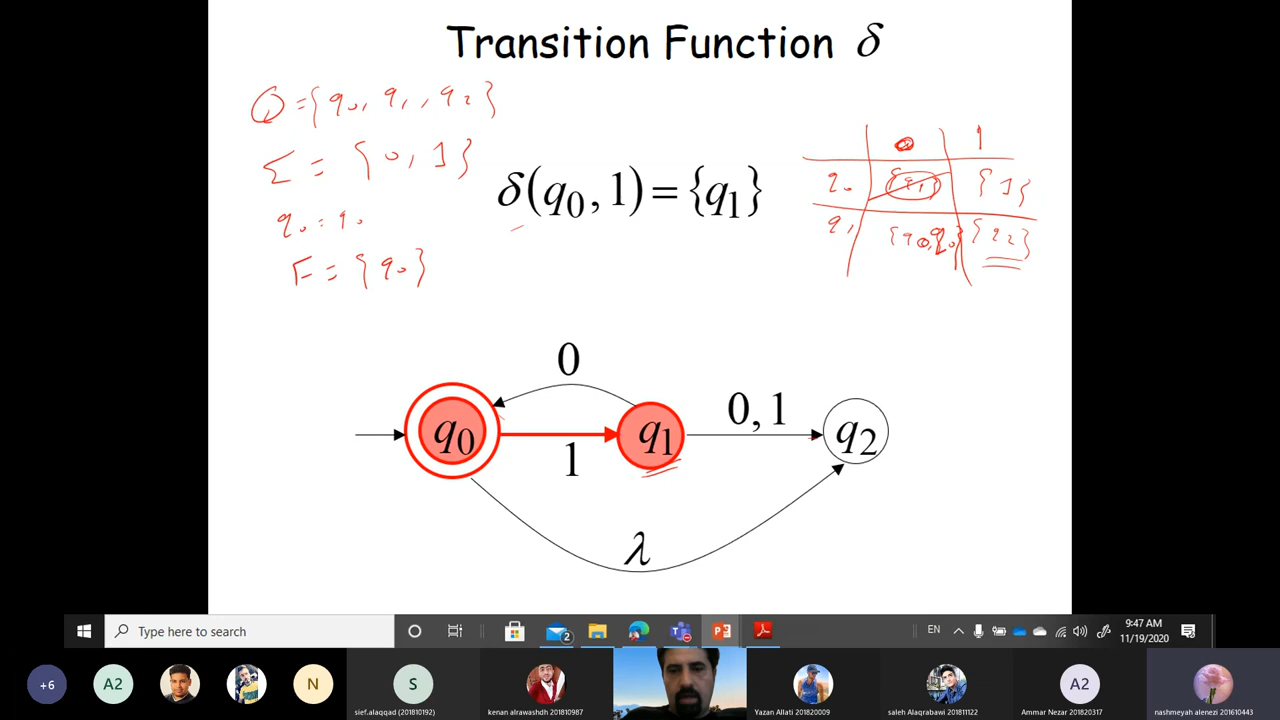 Transition Function δ
Q = {q0, q1, q2}
Σ = {0, 1}
q0 = q0
F = {q0}
δ(q0, 1) = {q1}
0 1
q0 {q1} {1}
q1 {q2}
0
0, 1
q0 q1 q2
1
λ
Type here to search
2
EN
9:47 AM
11/19/2020
+6
A2
N
S
A2
sief.alaqqad (201810192)
kenan alrawashdh 201810987
Yazan Allati 201820009
saleh Alaqrabawi 201811122
Ammar Nezar 201820317
nashmeyah alenezi 201610443